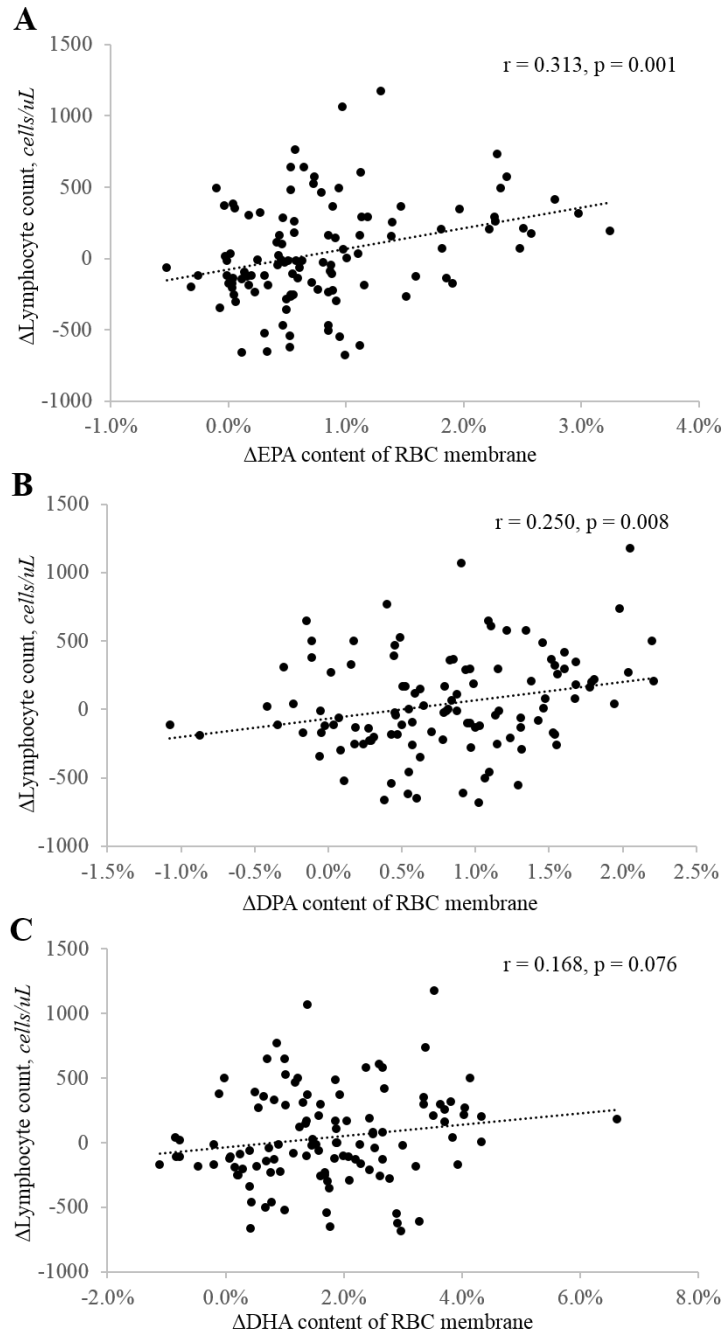 A
1500
r = 0.313, p = 0.001
1000
500
0
-500
-1000
ΔLymphocyte count, cells/uL
-1.0% 0.0% 1.0% 2.0% 3.0% 4.0%
ΔEPA content of RBC membrane
B
1500
r = 0.250, p = 0.008
1000
500
0
-500
-1000
ΔLymphocyte count, cells/uL
-1.5% -1.0% -0.5% 0.0% 0.5% 1.0% 1.5% 2.0% 2.5%
ΔDPA content of RBC membrane
C
1500
r = 0.168, p = 0.076
1000
500
0
-500
-1000
ΔLymphocyte count, cells/uL
-2.0% 0.0% 2.0% 4.0% 6.0% 8.0%
ΔDHA content of RBC membrane